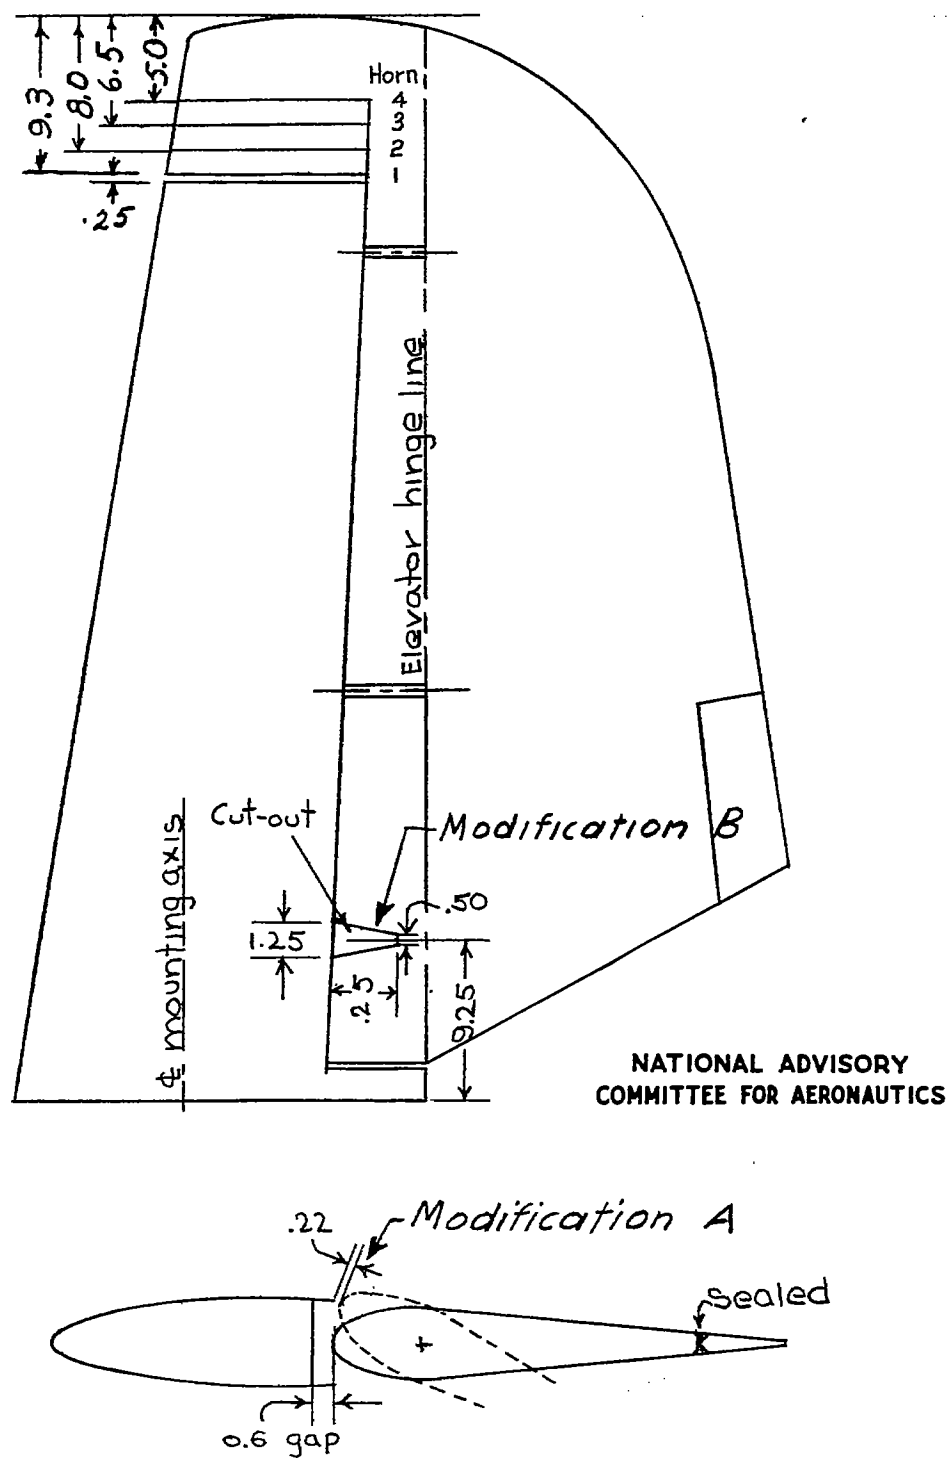 9.3
8.0
6.5
5.0
.25
Horn
4
3
2
1
Elevator hinge line
Cut-out
Modification B
.50
1.25
.25
9.25
℄ mounting axis
NATIONAL ADVISORY
COMMITTEE FOR AERONAUTICS
.22
Modification A
Sealed
0.6 gap